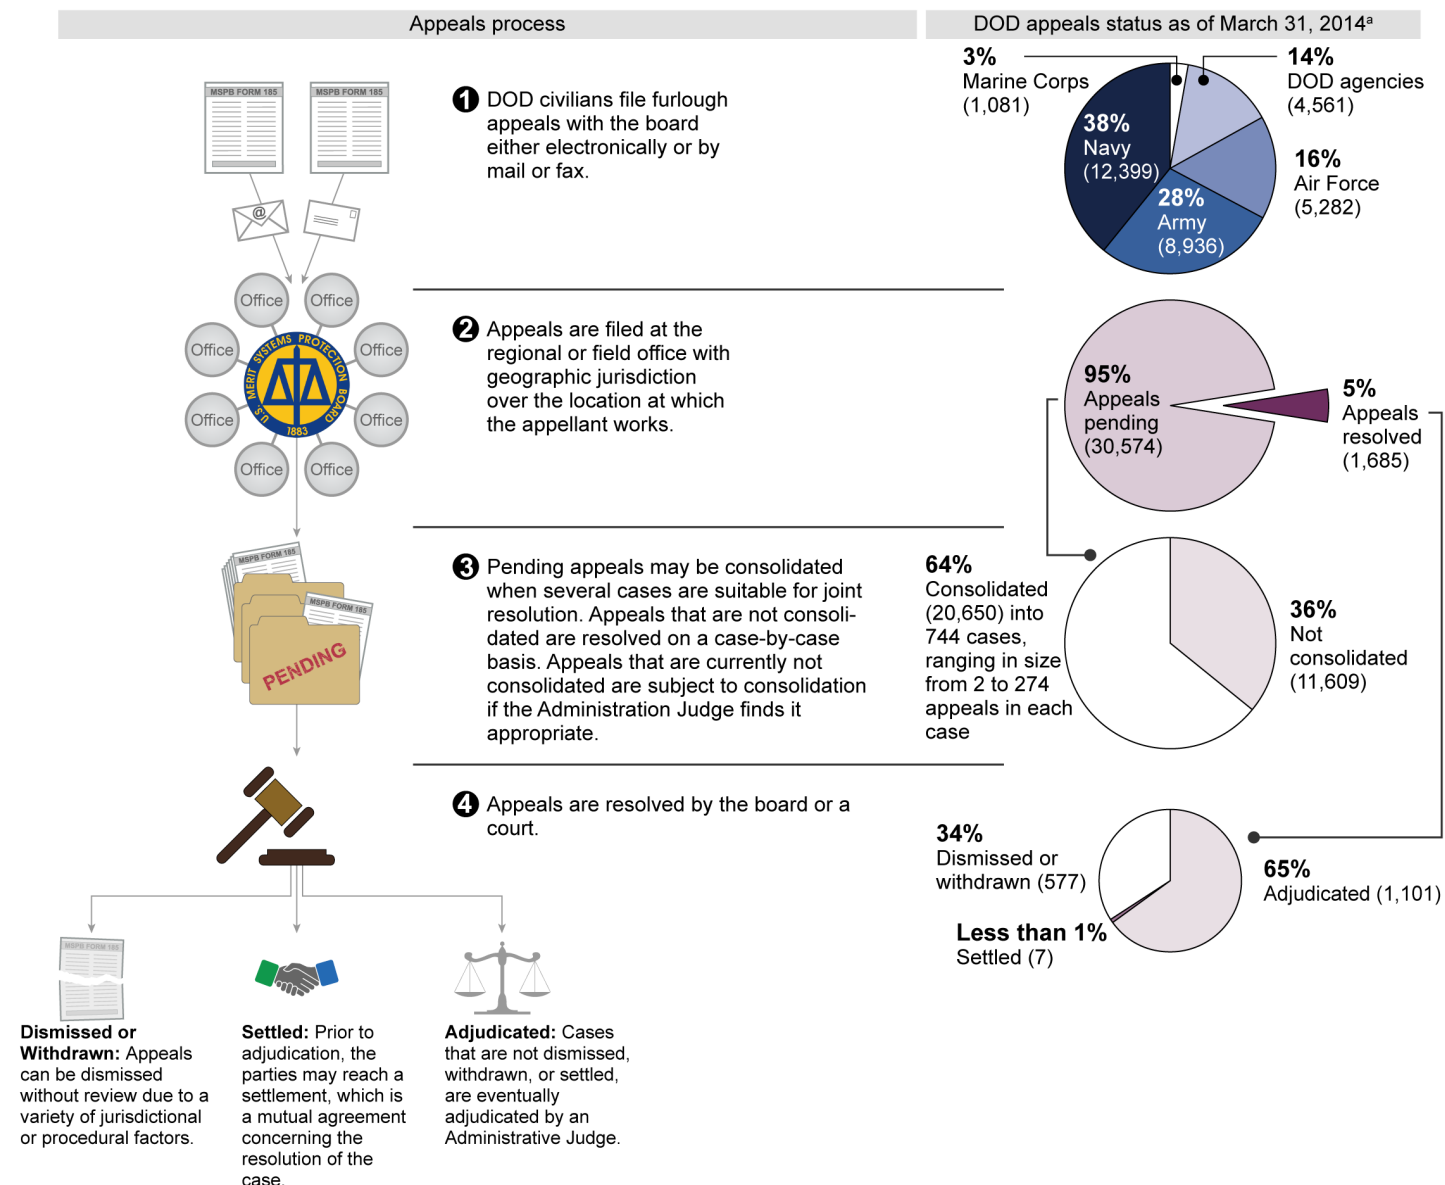 Appeals process
DOD appeals status as of March 31, 2014a
MSPB FORM 185
MSPB FORM 185
@
1 DOD civilians file furlough
appeals with the board
either electronically or by
mail or fax.
3%
Marine Corps
(1,081)
14%
DOD agencies
(4,561)
38%
Navy
(12,399)
16%
Air Force
(5,282)
28%
Army
(8,936)
Office
Office
Office
Office
Office
Office
Office
Office
U.S. MERIT SYSTEMS PROTECTION BOARD
1883
2 Appeals are filed at the
regional or field office with
geographic jurisdiction
over the location at which
the appellant works.
95%
Appeals
pending
(30,574)
5%
Appeals
resolved
(1,685)
MSPB FORM 185
MSPB FORM 185
PENDING
3 Pending appeals may be consolidated
when several cases are suitable for joint
resolution. Appeals that are not consoli-
dated are resolved on a case-by-case
basis. Appeals that are currently not
consolidated are subject to consolidation
if the Administration Judge finds it
appropriate.
64%
Consolidated
(20,650) into
744 cases,
ranging in size
from 2 to 274
appeals in each
case
36%
Not
consolidated
(11,609)
4 Appeals are resolved by the board or a
court.
34%
Dismissed or
withdrawn (577)
65%
Adjudicated (1,101)
Less than 1%
Settled (7)
MSPB FORM 185
Dismissed or
Withdrawn: Appeals
can be dismissed
without review due to a
variety of jurisdictional
or procedural factors.
Settled: Prior to
adjudication, the
parties may reach a
settlement, which is
a mutual agreement
concerning the
resolution of the
case.
Adjudicated: Cases
that are not dismissed,
withdrawn, or settled,
are eventually
adjudicated by an
Administrative Judge.